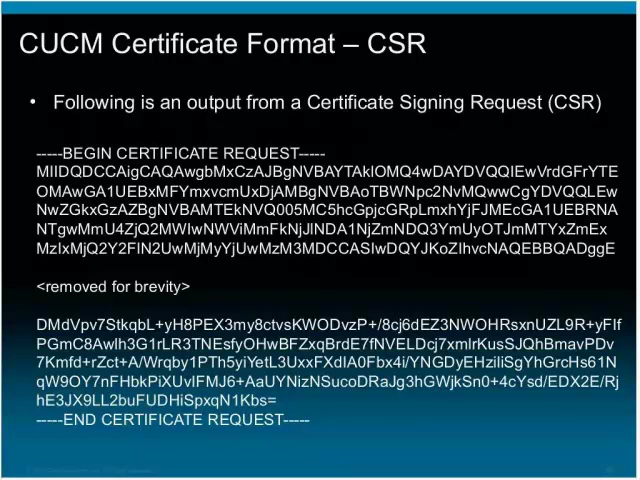 CUCM Certificate Format – CSR
• Following is an output from a Certificate Signing Request (CSR)
-----BEGIN CERTIFICATE REQUEST-----
MIIDQDCCAigCAQAwgbMxCzAJBgNVBAYTAklOMQ4wDAYDVQQIEwVrdGFrYTE
OMAwGA1UEBxMFYmxvcmUxDjAMBgNVBAoTBWNpc2NvMQwwCgYDVQQLEw
NwZGkxGzAZBgNVBAMTEkNVQ005MC5hcGpjcGRpLmxhYjFJMEcGA1UEBRNA
NTgwMmU4ZjQ2MWIwNWViMmFkNjJlNDA1NjZmNDQ3YmUyOTJmMTYxZmEx
MzIxMjQ2Y2FlN2UwMjMyYjUwMzM3MDCCASIwDQYJKoZIhvcNAQEBBQADggE
<removed for brevity>
DMdVpv7StkqbL+yH8PEX3my8ctvsKWODvzP+/8cj6dEZ3NWOHRsxnUZL9R+yFIf
PGmC8AwIh3G1rLR3TNEsfyOHwBFZxqBrdE7fNVELDcj7xmlrKusSJQhBmavPDv
7Kmfd+rZct+A/Wrqby1PTh5yiYetL3UxxFXdIA0Fbx4i/YNGDyEHziliSgYhGrcHs61N
qW9OY7nFHbkPiXUvIFMJ6+AaUYNizNSucoDRaJg3hGWjkSn0+4cYsd/EDX2E/Rj
hE3JX9LL2buFUDHiSpxqN1Kbs=
-----END CERTIFICATE REQUEST-----